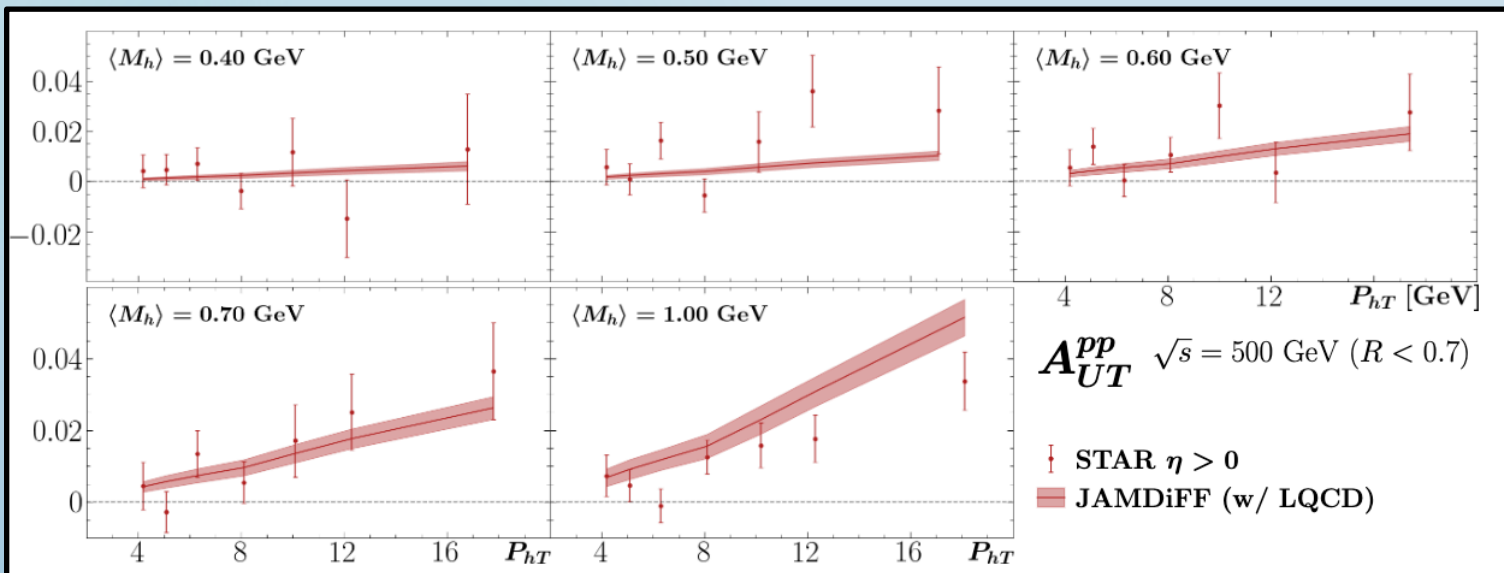 ⟨M_h⟩ = 0.40 GeV
⟨M_h⟩ = 0.50 GeV
⟨M_h⟩ = 0.60 GeV
0.04
0.02
0
−0.02
4 8 12 P_hT [GeV]
⟨M_h⟩ = 0.70 GeV
⟨M_h⟩ = 1.00 GeV
0.04
0.02
0
4 8 12 16 P_hT
4 8 12 16 P_hT
A_UT^pp √s = 500 GeV (R < 0.7)
STAR η > 0
JAMDiFF (w/ LQCD)